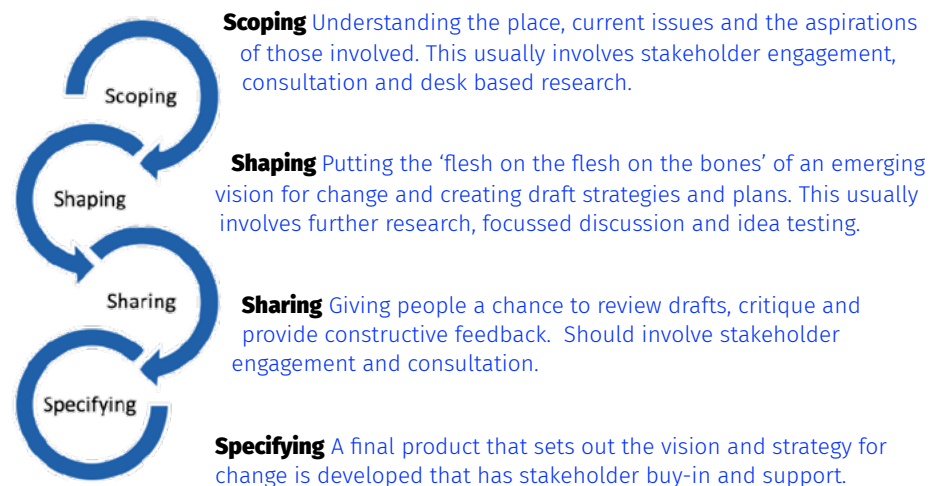 Scoping
Scoping Understanding the place, current issues and the aspirations
of those involved. This usually involves stakeholder engagement,
consultation and desk based research.
Shaping
Shaping Putting the ‘flesh on the flesh on the bones’ of an emerging
vision for change and creating draft strategies and plans. This usually
involves further research, focussed discussion and idea testing.
Sharing
Sharing Giving people a chance to review drafts, critique and
provide constructive feedback.  Should involve stakeholder
engagement and consultation.
Specifying
Specifying A final product that sets out the vision and strategy for
change is developed that has stakeholder buy-in and support.